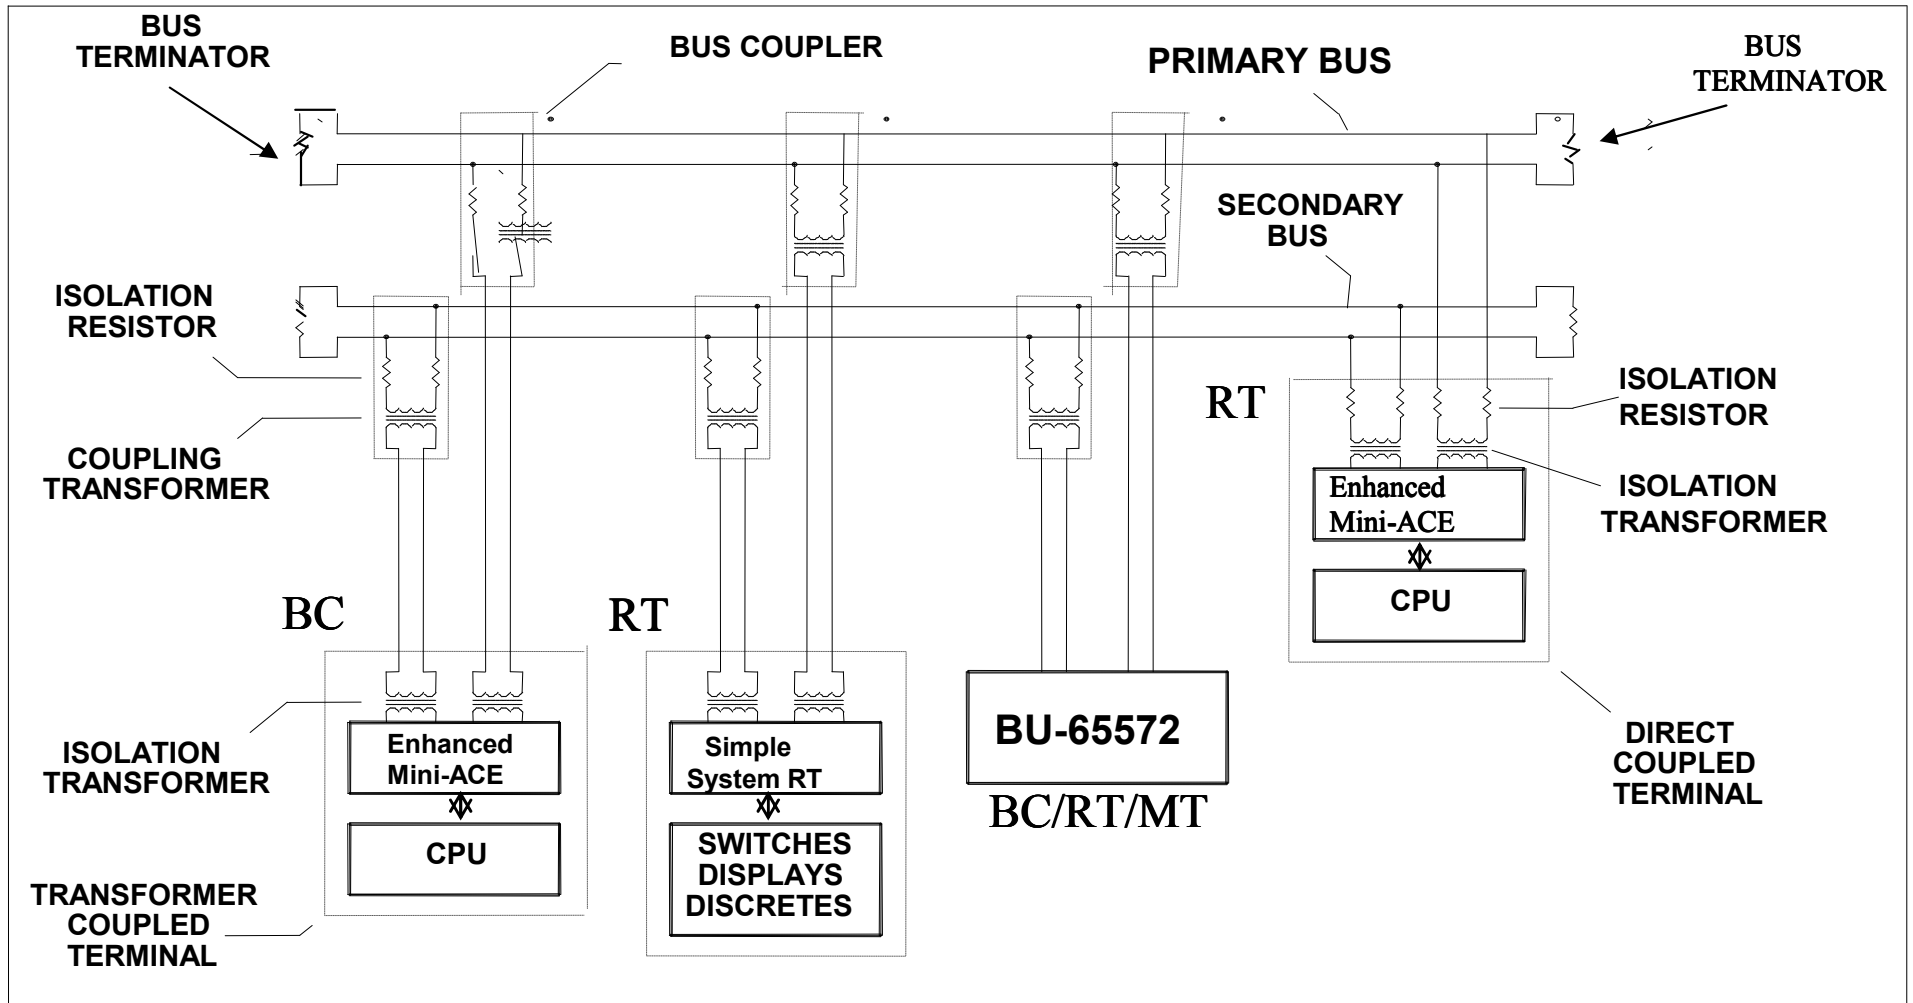 BUS
TERMINATOR
BUS COUPLER
PRIMARY BUS
BUS
TERMINATOR
SECONDARY
BUS
ISOLATION
RESISTOR
COUPLING
TRANSFORMER
RT
ISOLATION
RESISTOR
Enhanced
Mini-ACE
ISOLATION
TRANSFORMER
CPU
BC
RT
ISOLATION
TRANSFORMER
Enhanced
Mini-ACE
CPU
Simple
System RT
SWITCHES
DISPLAYS
DISCRETES
BU-65572
BC/RT/MT
DIRECT
COUPLED
TERMINAL
TRANSFORMER
COUPLED
TERMINAL